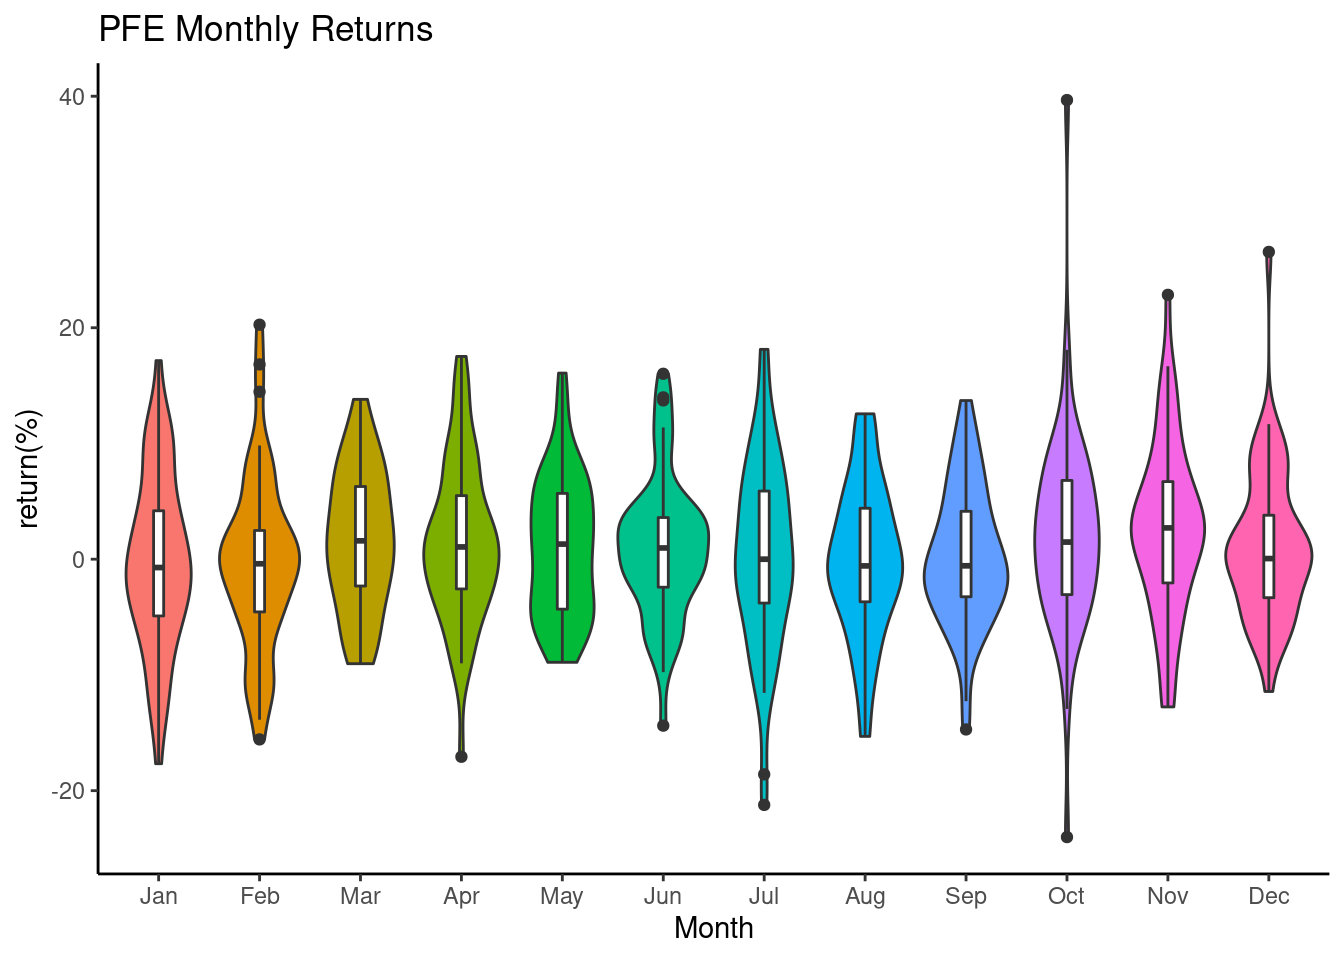 PFE Monthly Returns
return(%)
40
20
0
-20
Jan Feb Mar Apr May Jun Jul Aug Sep Oct Nov Dec
Month